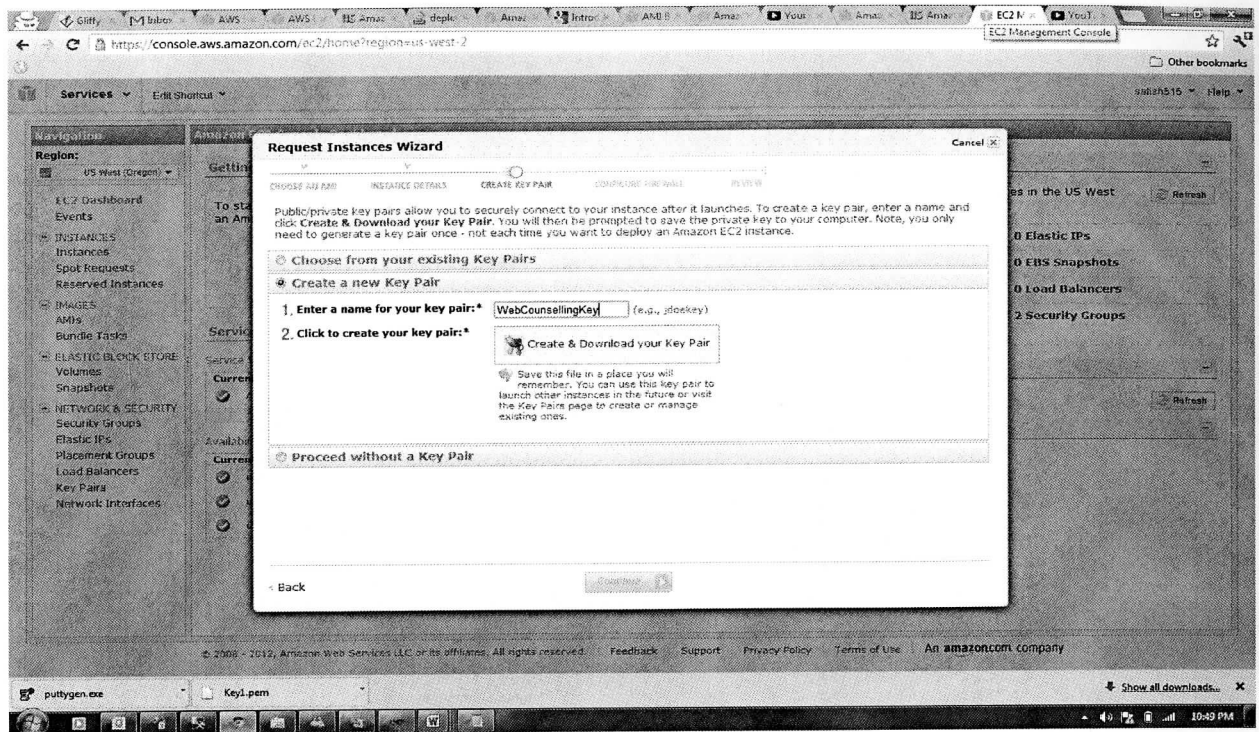 Gliffy
Inbox
AWS
AWS
IIS Amaz
Amaz
Introc
AMI B
Amaz
Your
Amaz
IIS Amaz
EC2 M
YouT
https://console.aws.amazon.com/ec2/home?region=us-west-2
EC2 Management Console
Other bookmarks
Services
Edit Shortcut
Help
Navigation
Region:
US West (Oregon)
EC2 Dashboard
Events
INSTANCES
Instances
Spot Requests
Reserved Instances
IMAGES
AMIs
Bundle Tasks
ELASTIC BLOCK STORE
Volumes
Snapshots
NETWORK & SECURITY
Security Groups
Elastic IPs
Placement Groups
Load Balancers
Key Pairs
Network Interfaces
Gettin
To sta
an Am
Servic
Service
Curren
Availabi
Curren
Request Instances Wizard
Cancel
CHOOSE AN AMI
INSTANCE DETAILS
CREATE KEY PAIR
CONFIGURE FIREWALL
REVIEW
Public/private key pairs allow you to securely connect to your instance after it launches. To create a key pair, enter a name and
click Create & Download your Key Pair. You will then be prompted to save the private key to your computer. Note, you only
need to generate a key pair once - not each time you want to deploy an Amazon EC2 instance.
Choose from your existing Key Pairs
Create a new Key Pair
1. Enter a name for your key pair:* WebCounsellingKey (e.g., jdoekey)
2. Click to create your key pair:*
Create & Download your Key Pair
Save this file in a place you will
remember. You can use this key pair to
launch other instances in the future or visit
the Key Pairs page to create or manage
existing ones.
Proceed without a Key Pair
< Back
Continue
es in the US West
Refresh
0 Elastic IPs
0 EBS Snapshots
0 Load Balancers
2 Security Groups
Refresh
© 2008 - 2012, Amazon Web Services LLC or its affiliates. All rights reserved.
Feedback
Support
Privacy Policy
Terms of Use
An amazon.com company
puttygen.exe
Key1.pem
Show all downloads...
10:49 PM